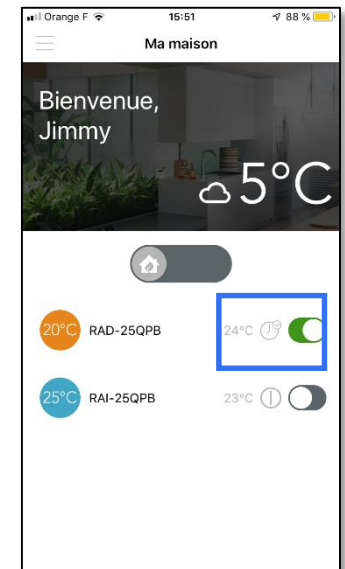 Orange F 15:51 88 %
Ma maison
Bienvenue,
Jimmy
5°C
20°C RAD-25QPB 24°C
25°C RAI-25QPB 23°C